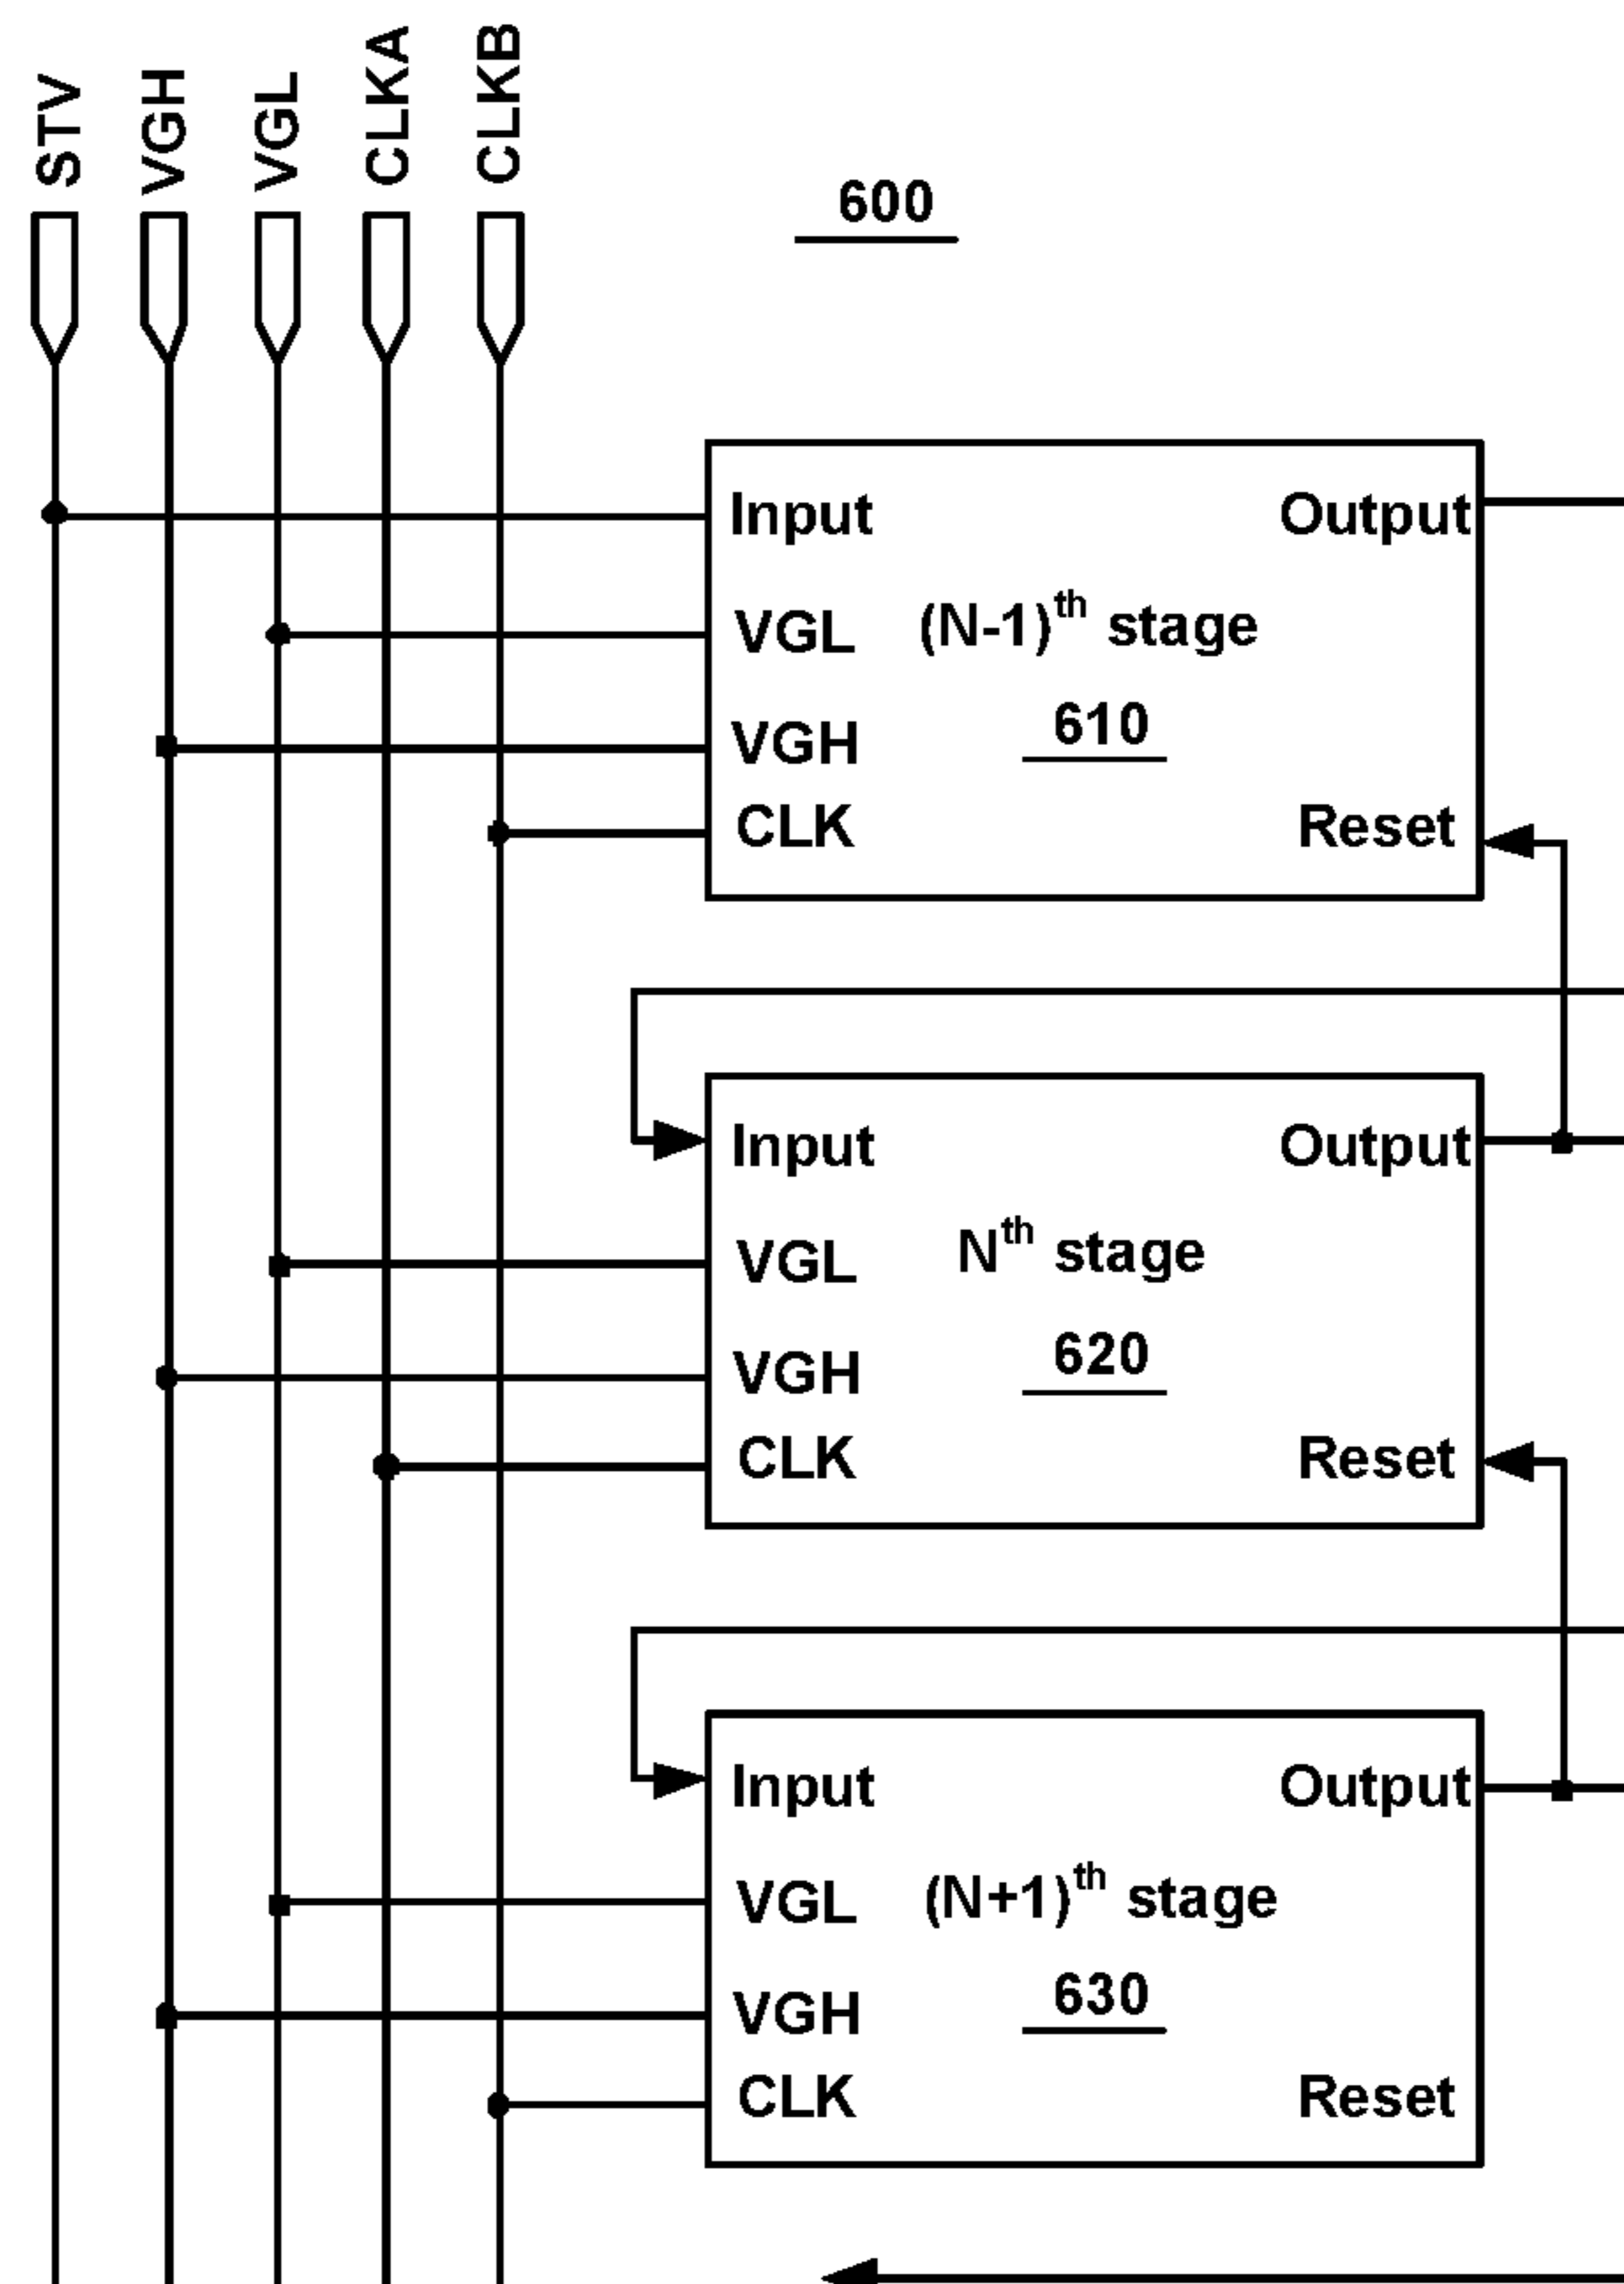 STV
VGH
VGL
CLKA
CLKB
600
Input
Output
VGL
(N-1)th stage
VGH
610
CLK
Reset
Input
Output
VGL
Nth stage
VGH
620
CLK
Reset
Input
Output
VGL
(N+1)th stage
VGH
630
CLK
Reset